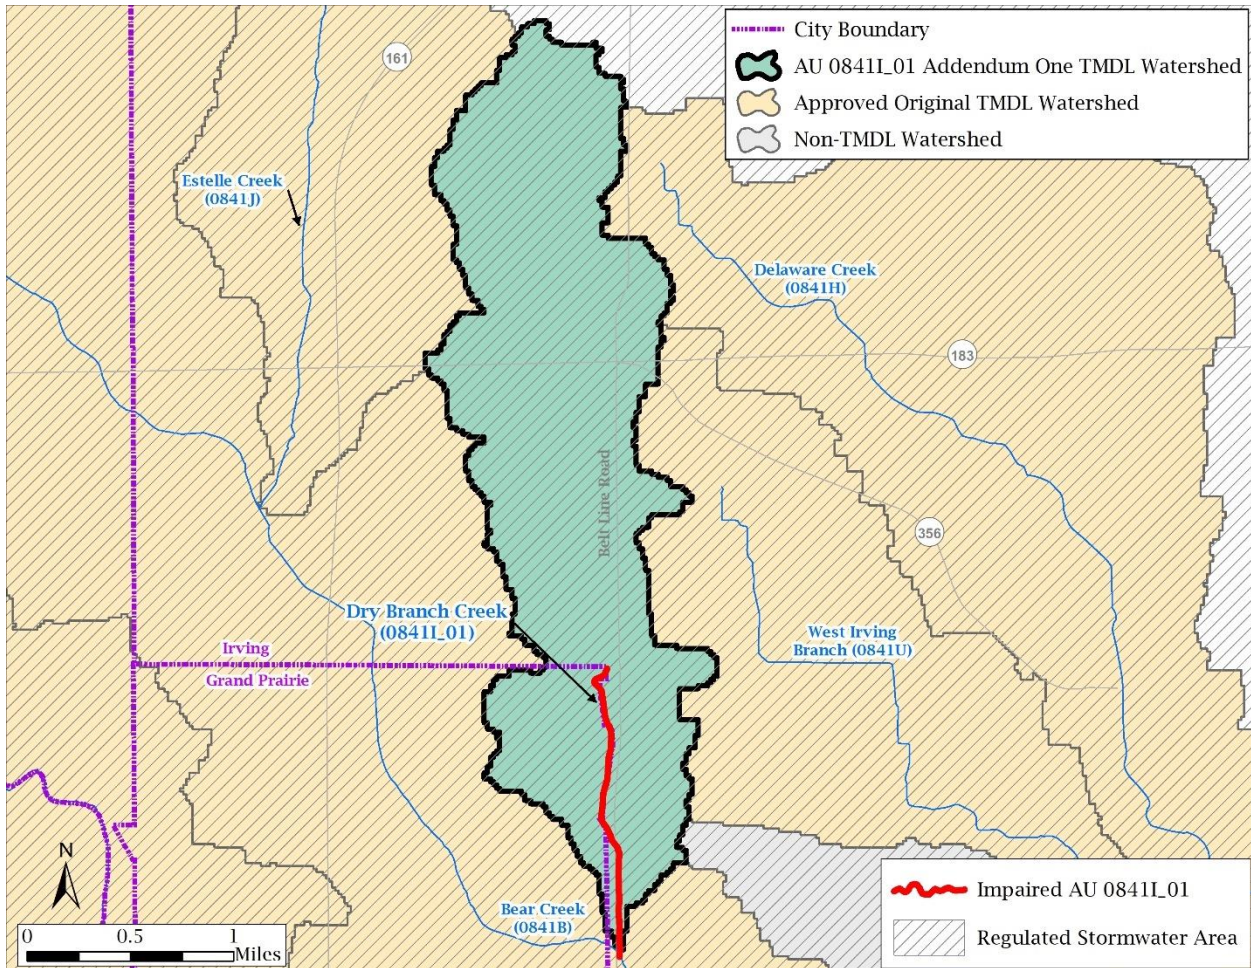 City Boundary
AU 0841I_01 Addendum One TMDL Watershed
Approved Original TMDL Watershed
Non-TMDL Watershed
161
Estelle Creek
(0841J)
Delaware Creek
(0841H)
183
Belt Line Road
356
Dry Branch Creek
(0841I_01)
West Irving
Branch (0841U)
Irving
Grand Prairie
Bear Creek
(0841B)
N
0 0.5 1
Miles
Impaired AU 0841I_01
Regulated Stormwater Area